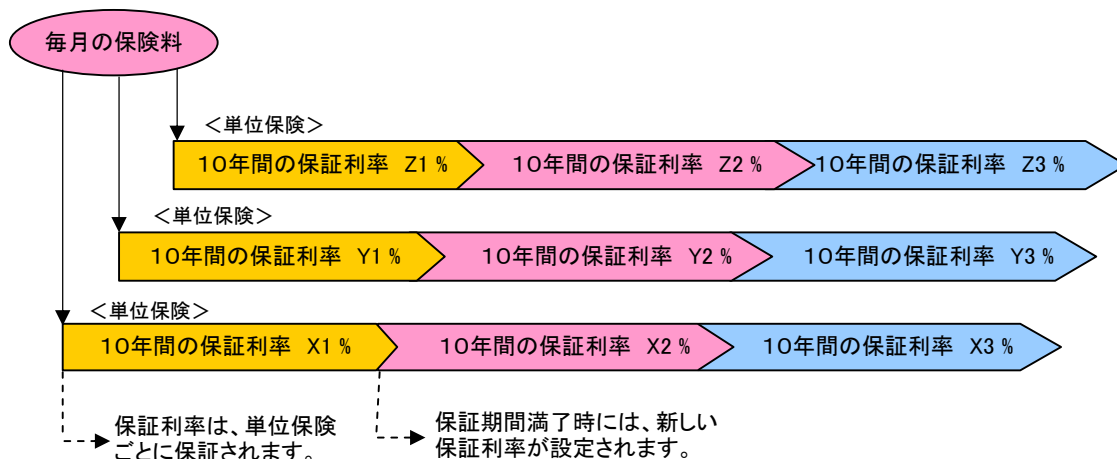 毎月の保険料
＜単位保険＞
10年間の保証利率 Z1 %
10年間の保証利率 Z2 %
10年間の保証利率 Z3 %
＜単位保険＞
10年間の保証利率 Y1 %
10年間の保証利率 Y2 %
10年間の保証利率 Y3 %
＜単位保険＞
10年間の保証利率 X1 %
10年間の保証利率 X2 %
10年間の保証利率 X3 %
保証利率は、単位保険
ごとに保証されます。
保証期間満了時には、新しい
保証利率が設定されます。